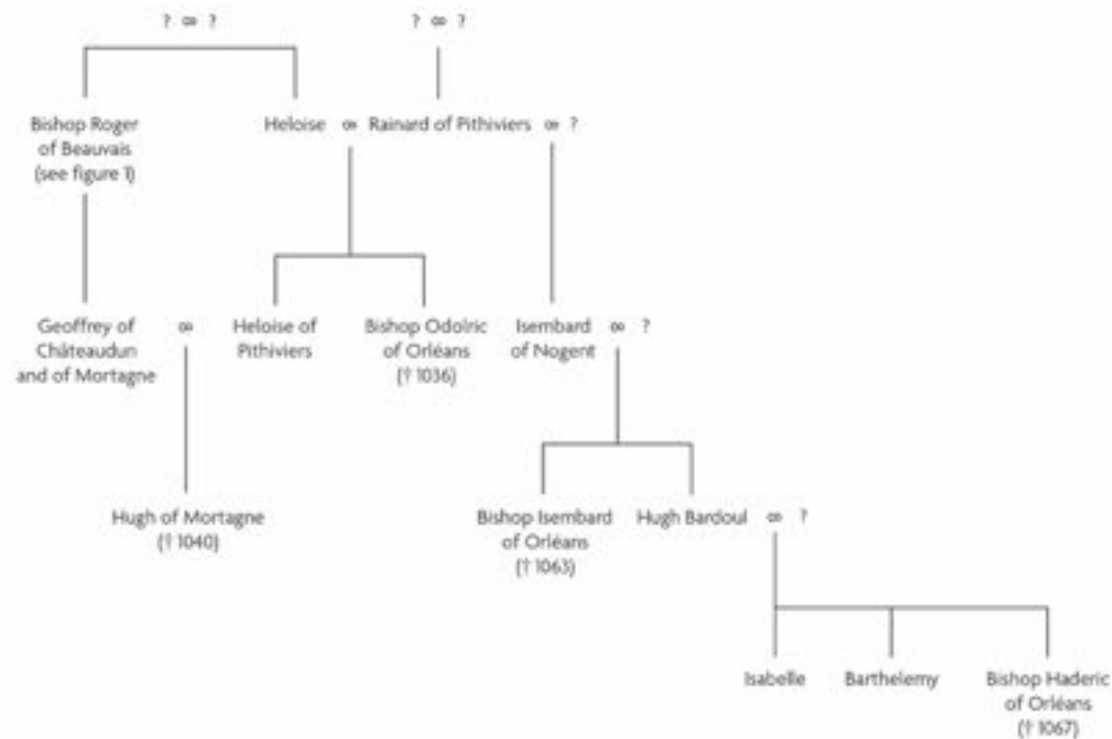 ? ∞ ? ? ∞ ?
Bishop Roger
of Beauvais
(see figure 1)
Heloise ∞ Rainard of Pithiviers ∞ ?
Geoffrey of
Châteaudun
and of Mortagne
∞
Heloise of
Pithiviers
Bishop Odolric
of Orléans
(† 1036)
Isembard
of Nogent
∞ ?
Hugh of Mortagne
(† 1040)
Bishop Isembard
of Orléans
(† 1063)
Hugh Bardoul ∞ ?
Isabelle
Barthelemy
Bishop Haderic
of Orléans
(† 1067)